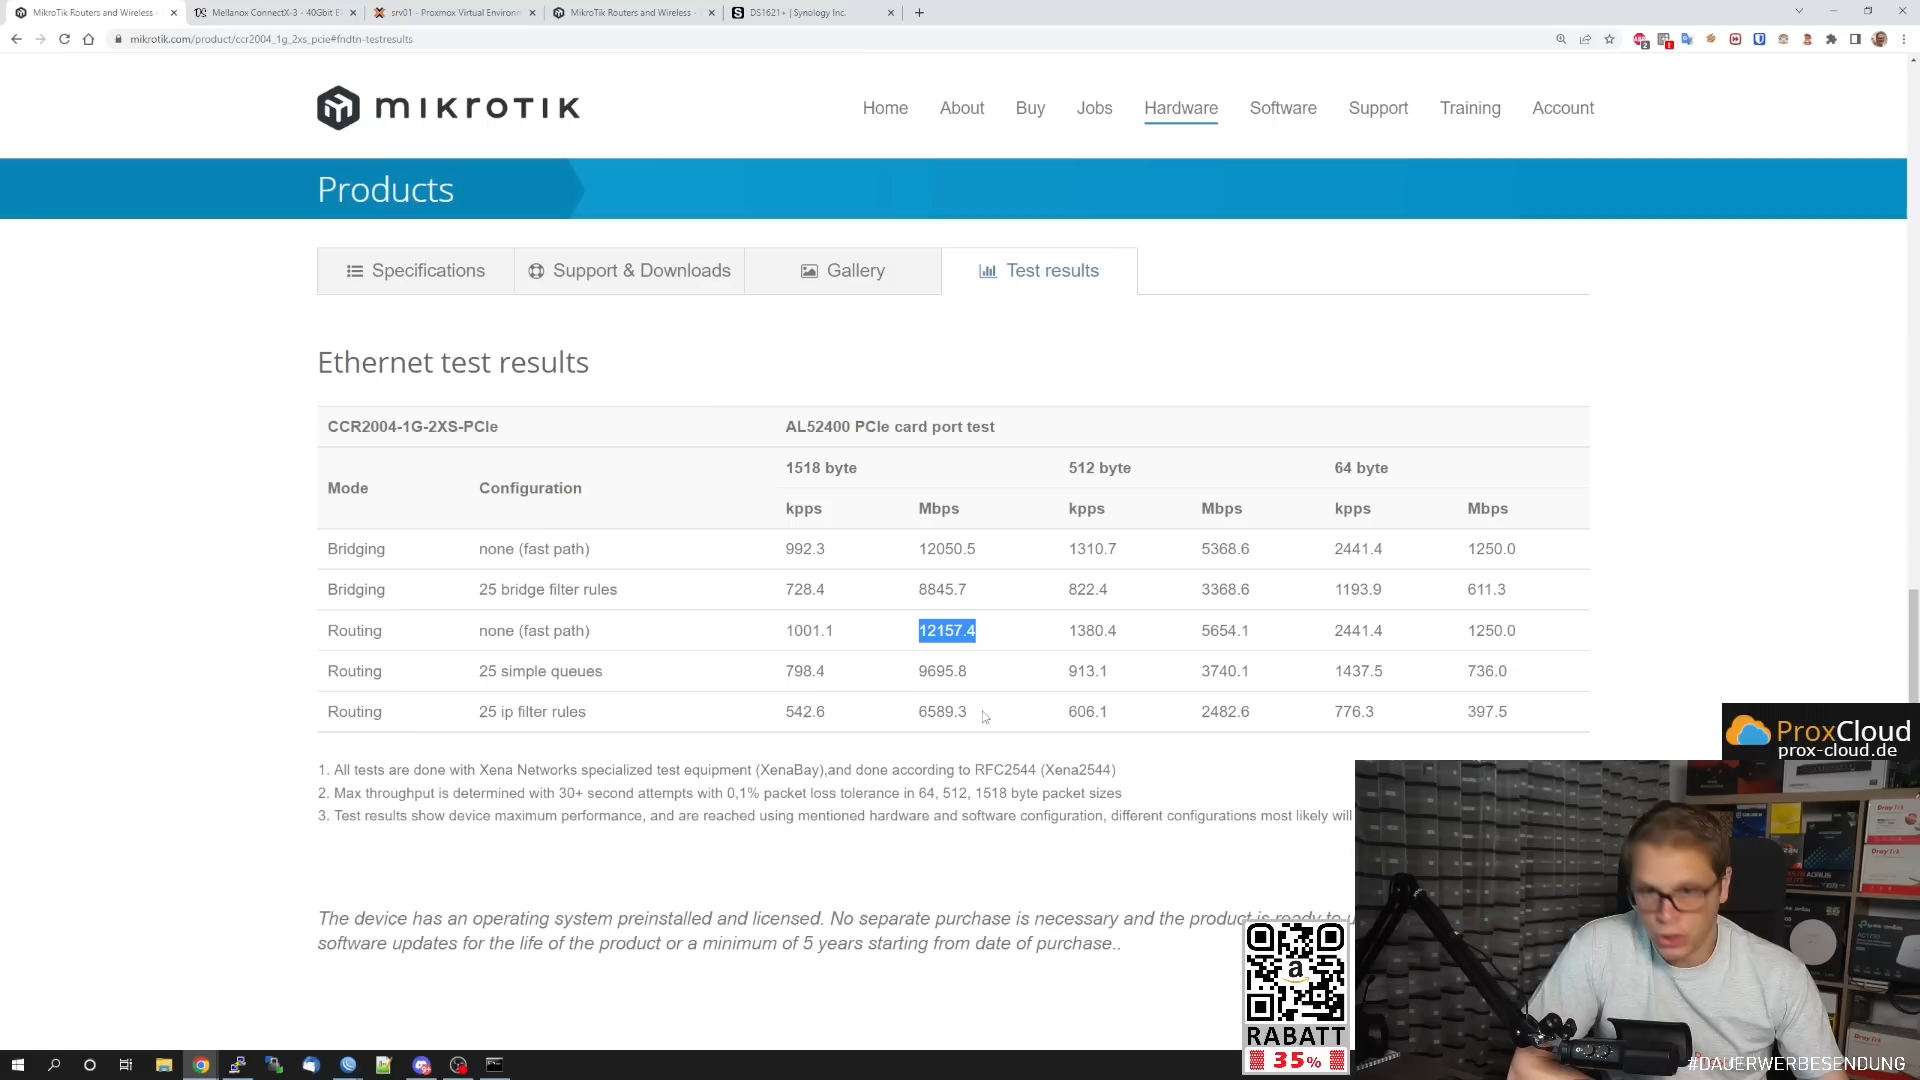 MikroTik Routers and Wireless -
Mellanox ConnectX-3 - 40Gbit E
srv01 - Proxmox Virtual Environm
MikroTik Routers and Wireless -
DS1621+ | Synology Inc.
mikrotik.com/product/ccr2004_1g_2xs_pcie#fndtn-testresults
MIKROTIK
Home About Buy Jobs Hardware Software Support Training Account
Products
Specifications Support & Downloads Gallery Test results
Ethernet test results
CCR2004-1G-2XS-PCIe AL52400 PCIe card port test
Mode Configuration 1518 byte 512 byte 64 byte
kpps Mbps kpps Mbps kpps Mbps
Bridging none (fast path) 992.3 12050.5 1310.7 5368.6 2441.4 1250.0
Bridging 25 bridge filter rules 728.4 8845.7 822.4 3368.6 1193.9 611.3
Routing none (fast path) 1001.1 12157.4 1380.4 5654.1 2441.4 1250.0
Routing 25 simple queues 798.4 9695.8 913.1 3740.1 1437.5 736.0
Routing 25 ip filter rules 542.6 6589.3 606.1 2482.6 776.3 397.5
1. All tests are done with Xena Networks specialized test equipment (XenaBay),and done according to RFC2544 (Xena2544)
2. Max throughput is determined with 30+ second attempts with 0,1% packet loss tolerance in 64, 512, 1518 byte packet sizes
3. Test results show device maximum performance, and are reached using mentioned hardware and software configuration, different configurations most likely will
The device has an operating system preinstalled and licensed. No separate purchase is necessary and the product is ready to u
software updates for the life of the product or a minimum of 5 years starting from date of purchase..
ProxCloud
prox-cloud.de
DrayTek
DrayTek
a
RABATT
35%
#DAUERWERBESENDUNG